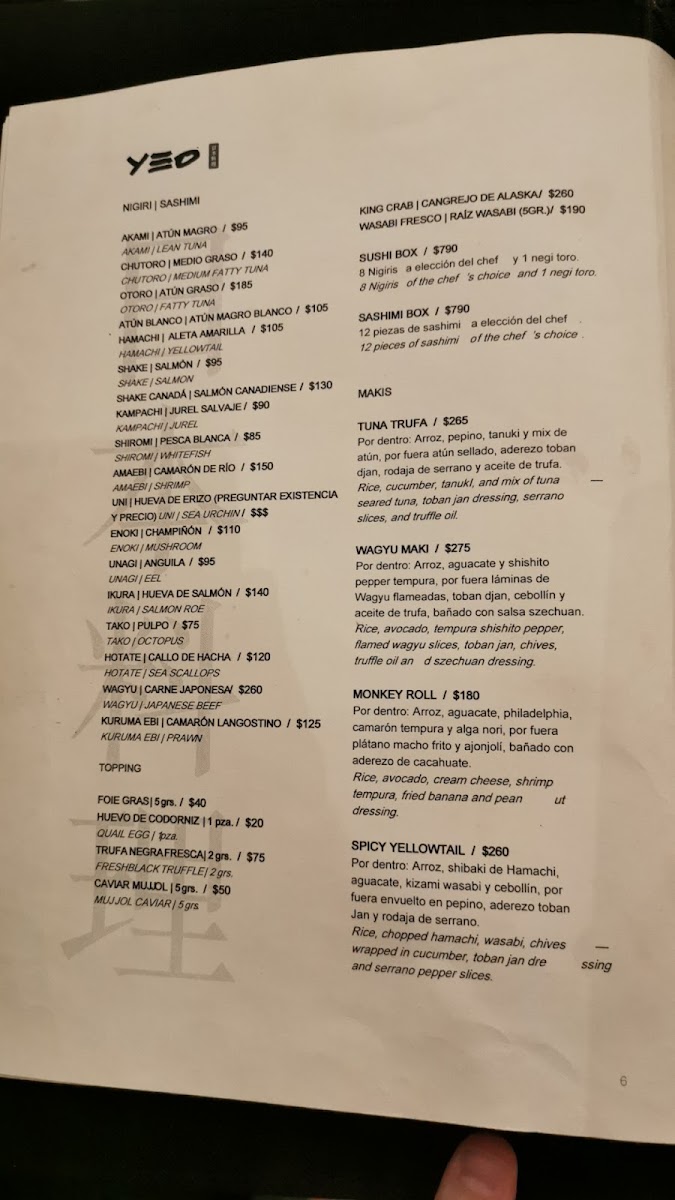 YEO
日本料理
NIGIRI | SASHIMI
AKAMI | ATÚN MAGRO / $95
AKAMI | LEAN TUNA
CHUTORO | MEDIO GRASO / $140
CHUTORO | MEDIUM FATTY TUNA
OTORO | ATÚN GRASO / $185
OTORO | FATTY TUNA
ATÚN BLANCO | ATÚN MAGRO BLANCO / $105
HAMACHI | ALETA AMARILLA / $105
HAMACHI | YELLOWTAIL
SHAKE | SALMÓN / $95
SHAKE | SALMON
SHAKE CANADÁ | SALMÓN CANADIENSE / $130
KAMPACHI | JUREL SALVAJE / $90
KAMPACHI | JUREL
SHIROMI | PESCA BLANCA / $85
SHIROMI | WHITEFISH
AMAEBI | CAMARÓN DE RÍO / $150
AMAEBI | SHRIMP
UNI | HUEVA DE ERIZO (PREGUNTAR EXISTENCIA
Y PRECIO) UNI | SEA URCHIN / $$$
ENOKI | CHAMPIÑÓN / $110
ENOKI | MUSHROOM
UNAGI | ANGUILA / $95
UNAGI | EEL
IKURA | HUEVA DE SALMÓN / $140
IKURA | SALMON ROE
TAKO | PULPO / $75
TAKO | OCTOPUS
HOTATE | CALLO DE HACHA / $120
HOTATE | SEA SCALLOPS
WAGYU | CARNE JAPONESA/ $260
WAGYU | JAPANESE BEEF
KURUMA EBI | CAMARÓN LANGOSTINO / $125
KURUMA EBI | PRAWN
TOPPING
FOIE GRAS | 5 grs. / $40
HUEVO DE CODORNIZ | 1 pza. / $20
QUAIL EGG | 1pza.
TRUFA NEGRA FRESCA | 2 grs. / $75
FRESHBLACK TRUFFLE | 2 grs.
CAVIAR MUJJOL | 5 grs. / $50
MUJJOL CAVIAR | 5 grs.
KING CRAB | CANGREJO DE ALASKA/ $260
WASABI FRESCO | RAÍZ WASABI (5GR.)/ $190
SUSHI BOX / $790
8 Nigiris a elección del chef y 1 negi toro.
8 Nigiris of the chef 's choice and 1 negi toro.
SASHIMI BOX / $790
12 piezas de sashimi a elección del chef .
12 pieces of sashimi of the chef 's choice .
MAKIS
TUNA TRUFA / $265
Por dentro: Arroz, pepino, tanuki y mix de
atún, por fuera atún sellado, aderezo toban
djan, rodaja de serrano y aceite de trufa.
Rice, cucumber, tanukI, and mix of tuna —
seared tuna, toban jan dressing, serrano
slices, and truffle oil.
WAGYU MAKI / $275
Por dentro: Arroz, aguacate y shishito
pepper tempura, por fuera láminas de
Wagyu flameadas, toban djan, cebollín y
aceite de trufa, bañado con salsa szechuan.
Rice, avocado, tempura shishito pepper,
flamed wagyu slices, toban jan, chives,
truffle oil an d szechuan dressing.
MONKEY ROLL / $180
Por dentro: Arroz, aguacate, philadelphia,
camarón tempura y alga nori, por fuera
plátano macho frito y ajonjolí, bañado con
aderezo de cacahuate.
Rice, avocado, cream cheese, shrimp
tempura, fried banana and pean ut
dressing.
SPICY YELLOWTAIL / $260
Por dentro: Arroz, shibaki de Hamachi,
aguacate, kizami wasabi y cebollín, por
fuera envuelto en pepino, aderezo toban
Jan y rodaja de serrano.
Rice, chopped hamachi, wasabi, chives —
wrapped in cucumber, toban jan dre ssing
and serrano pepper slices.
6